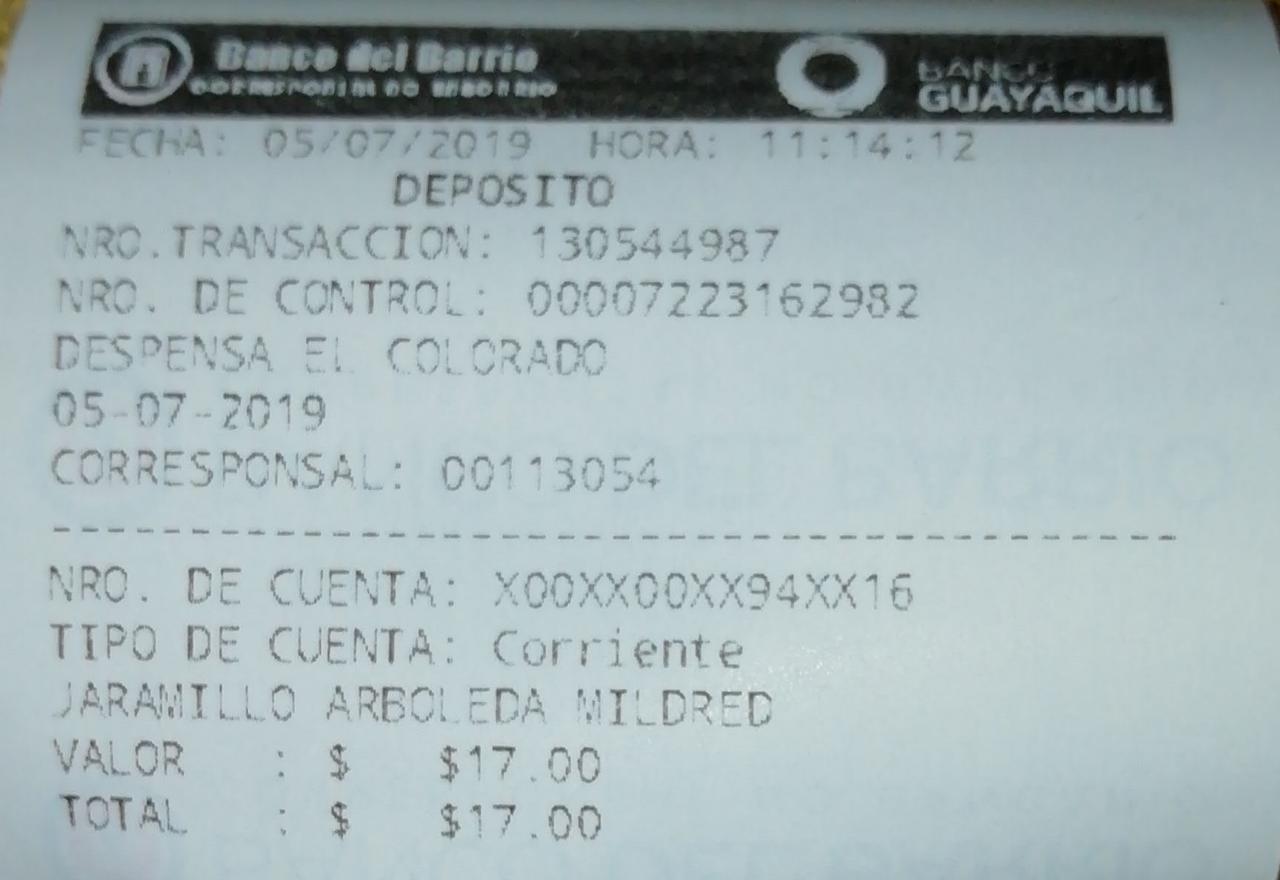 Banco del Barrio
BANCO
GUAYAQUIL
FECHA: 05/07/2019 HORA: 11:14:12
DEPOSITO
NRO.TRANSACCION: 130544987
NRO. DE CONTROL: 00007223162982
DESPENSA EL COLORADO
05-07-2019
CORRESPONSAL: 00113054
----------------------------------------
NRO. DE CUENTA: X00XX00XX94XX16
TIPO DE CUENTA: Corriente
JARAMILLO ARBOLEDA MILDRED
VALOR : $ $17.00
TOTAL : $ $17.00